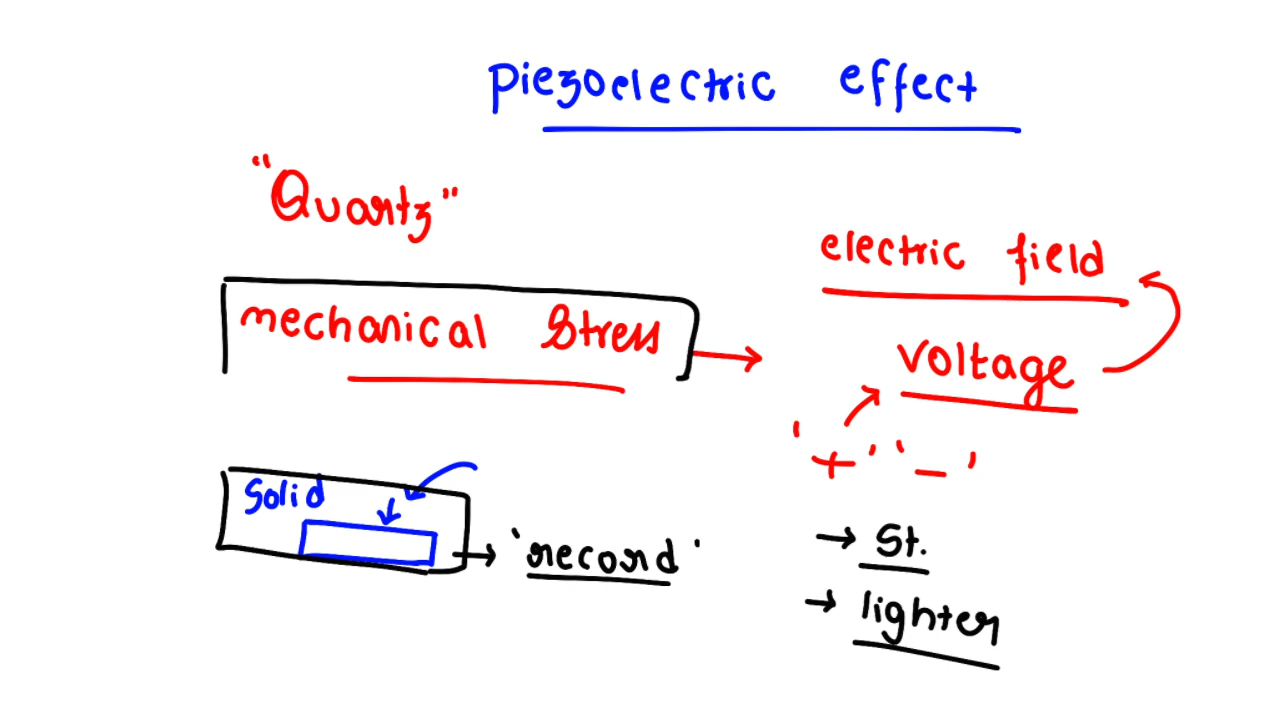 Piezoelectric effect
"Quartz"
electric field
mechanical Stress →
voltage
'+' '-'
Solid
→ 'record'
→ St.
→ lighter